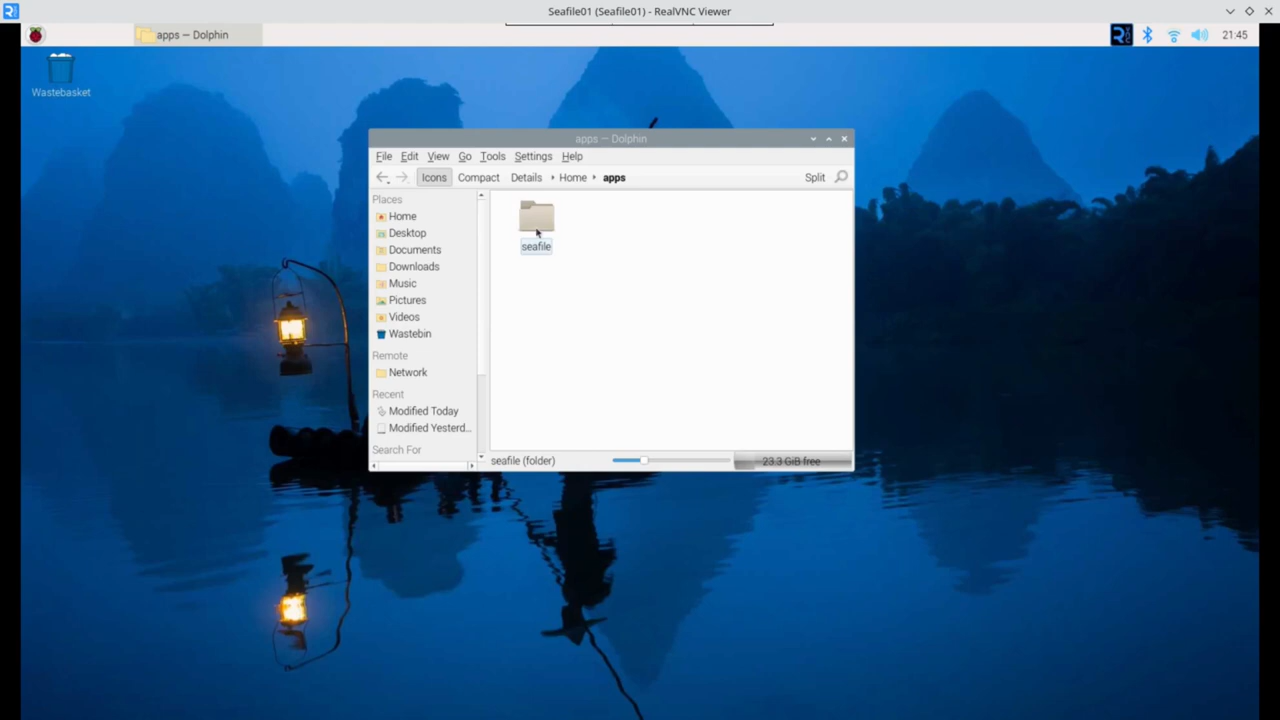 Seafile01 (Seafile01) - RealVNC Viewer
apps — Dolphin
21:45
Wastebasket
apps — Dolphin
File Edit View Go Tools Settings Help
Icons Compact Details Home apps Split
Places
Home
Desktop
Documents
Downloads
Music
Pictures
Videos
Wastebin
Remote
Network
Recent
Modified Today
Modified Yesterd...
Search For
seafile
seafile (folder)
23.3 GiB free